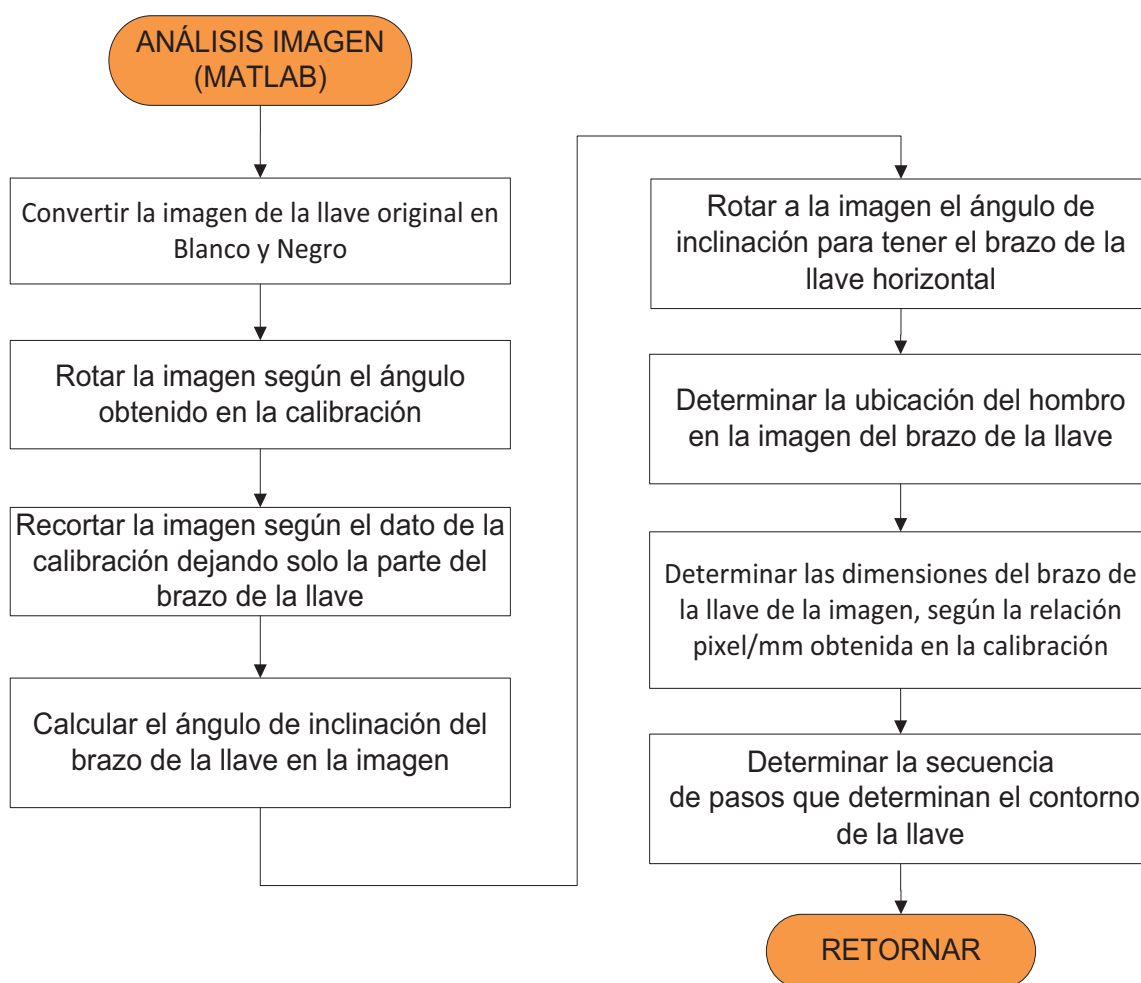 ANÁLISIS IMAGEN
(MATLAB)
Convertir la imagen de la llave original en
Blanco y Negro
Rotar la imagen según el ángulo
obtenido en la calibración
Recortar la imagen según el dato de la
calibración dejando solo la parte del
brazo de la llave
Calcular el ángulo de inclinación del
brazo de la llave en la imagen
Rotar a la imagen el ángulo de
inclinación para tener el brazo de la
llave horizontal
Determinar la ubicación del hombro
en la imagen del brazo de la llave
Determinar las dimensiones del brazo de
la llave de la imagen, según la relación
pixel/mm obtenida en la calibración
Determinar la secuencia
de pasos que determinan el contorno
de la llave
RETORNAR